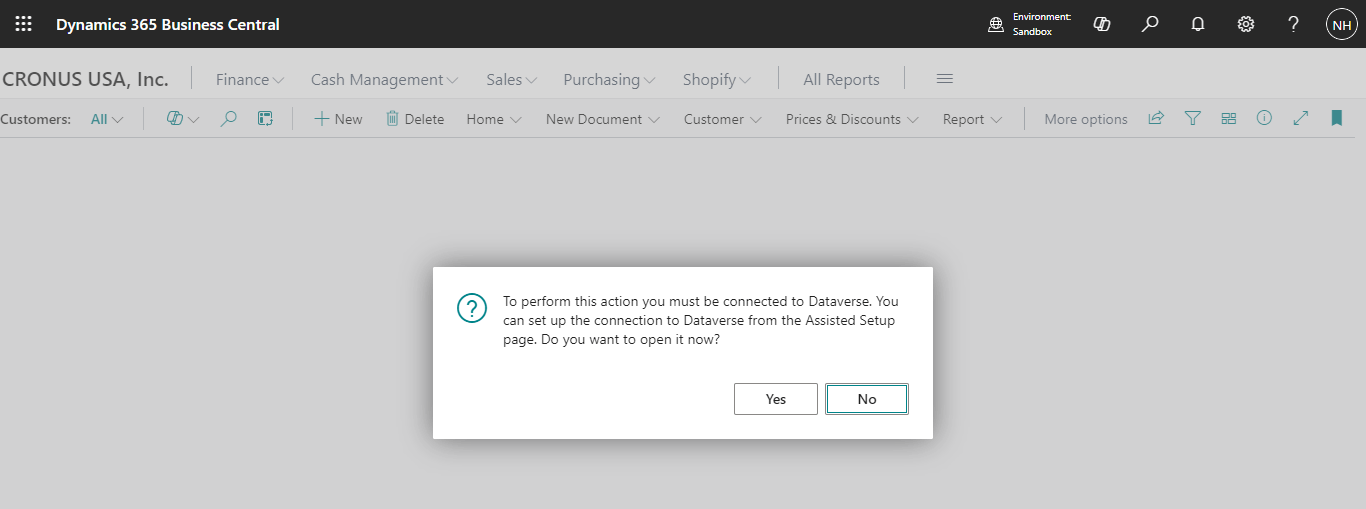 Dynamics 365 Business Central
Environment:
Sandbox
?
NH
CRONUS USA, Inc.
Finance
Cash Management
Sales
Purchasing
Shopify
All Reports
Customers:
All
New
Delete
Home
New Document
Customer
Prices & Discounts
Report
More options
?
To perform this action you must be connected to Dataverse. You
can set up the connection to Dataverse from the Assisted Setup
page. Do you want to open it now?
Yes
No